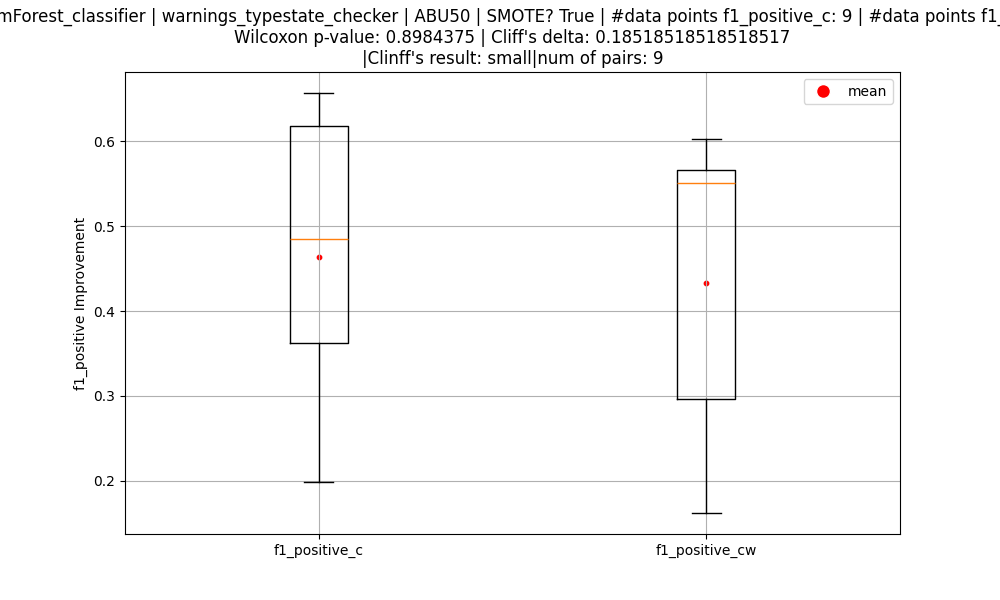 mForest_classifier | warnings_typestate_checker | ABU50 | SMOTE? True | #data points f1_positive_c: 9 | #data points f1_
Wilcoxon p-value: 0.8984375 | Cliff's delta: 0.18518518518518517
|Clinff's result: small|num of pairs: 9
mean
0.6
0.5
0.4
0.3
0.2
f1_positive Improvement
f1_positive_c
f1_positive_cw